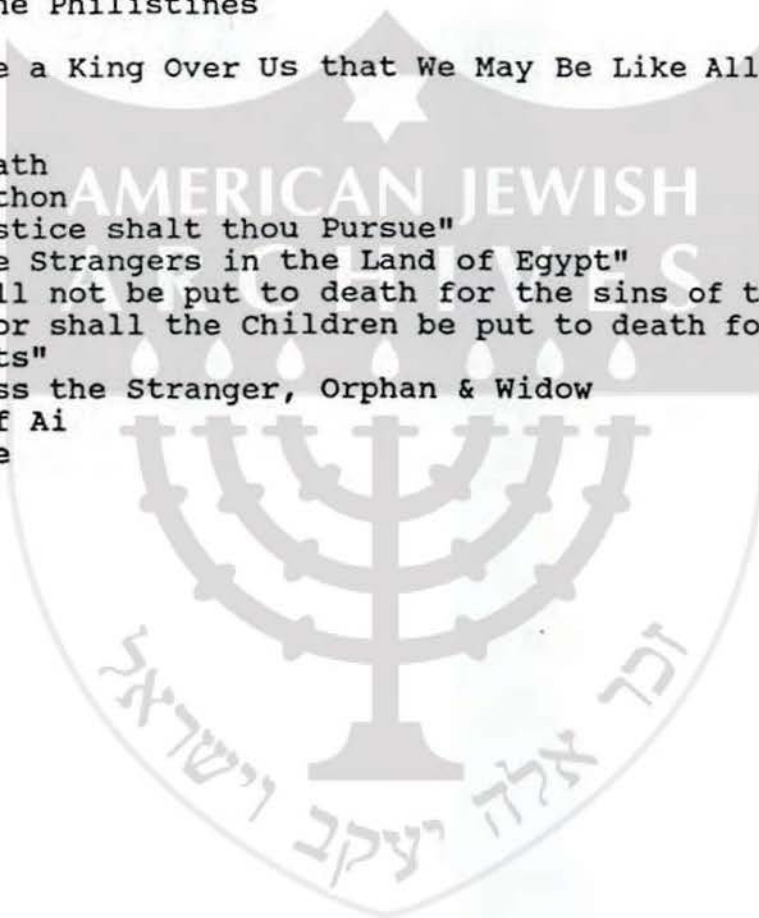 ne Philistines
e a King Over Us that We May Be Like All
ath
chon
stice shalt thou Pursue"
e Strangers in the Land of Egypt"
ll not be put to death for the sins of t
or shall the Children be put to death fo
ts"
ss the Stranger, Orphan & Widow
f Ai
e
AMERICAN JEWISH
ARCHIVES
זכר אלה יעקב וישראל